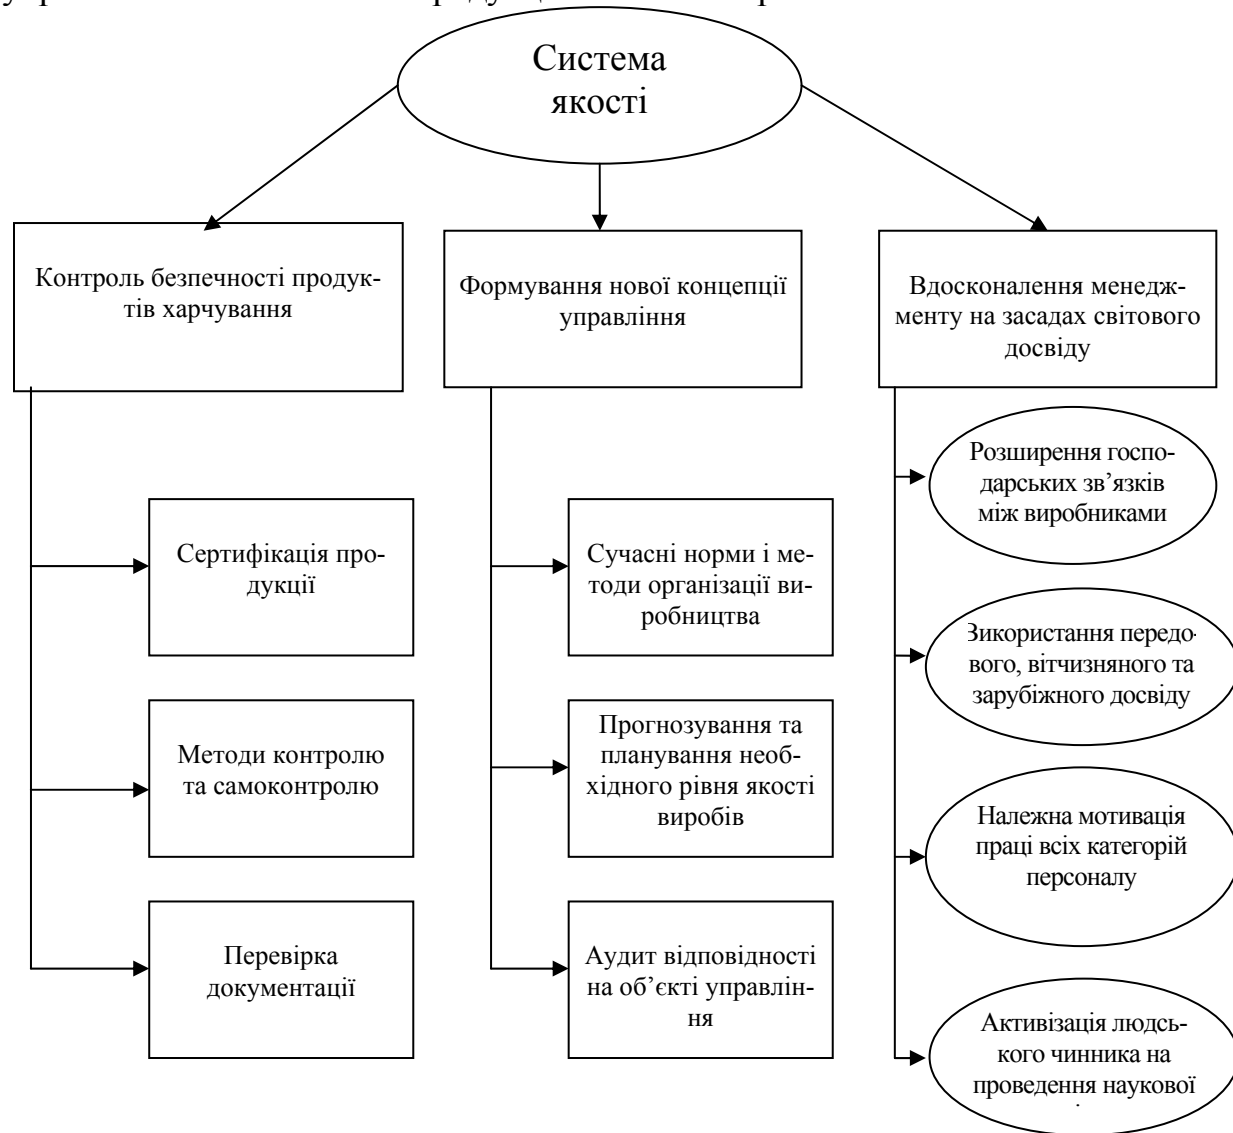 Система
якості
Контроль безпечності продук-
тів харчування
Формування нової концепції
управління
Вдосконалення менедж-
менту на засадах світового
досвіду
Сертифікація про-
дукції
Методи контролю
та самоконтролю
Перевірка
документації
Сучасні норми і ме-
тоди організації ви-
робництва
Прогнозування та
планування необ-
хідного рівня якості
виробів
Аудит відповідності
на об’єкті управлін-
ня
Розширення госпо-
дарських зв’язків
між виробниками
Використання передо-
вого, вітчизняного та
зарубіжного досвіду
Належна мотивація
праці всіх категорій
персоналу
Активізація людсь-
кого чинника на
проведення наукової